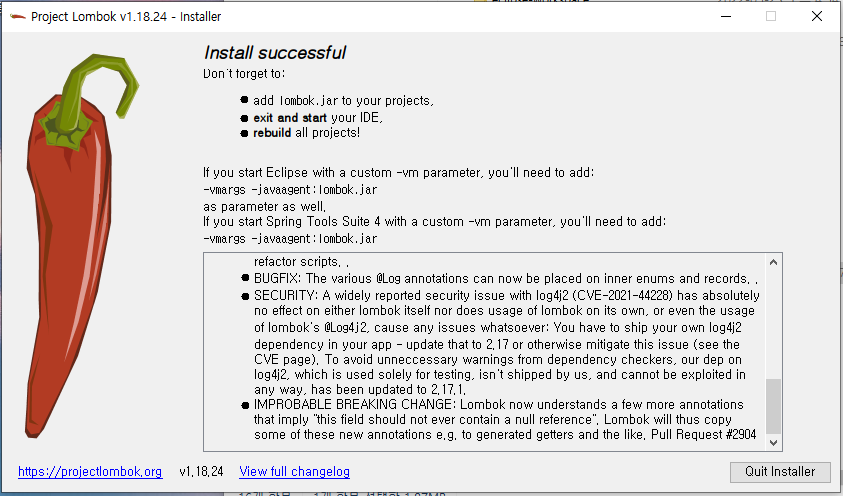 Project Lombok v1.18.24 - Installer
Install successful
Don't forget to:
add lombok.jar to your projects,
exit and start your IDE,
rebuild all projects!
If you start Eclipse with a custom -vm parameter, you'll need to add:
-vmargs -javaagent:lombok.jar
as parameter as well.
If you start Spring Tools Suite 4 with a custom -vm parameter, you'll need to add:
-vmargs -javaagent:lombok.jar
refactor scripts. .
BUGFIX: The various @Log annotations can now be placed on inner enums and records. .
SECURITY: A widely reported security issue with log4j2 (CVE-2021-44228) has absolutely
no effect on either lombok itself nor does usage of lombok on its own, or even the usage
of lombok's @Log4j2, cause any issues whatsoever: You have to ship your own log4j2
dependency in your app - update that to 2.17 or otherwise mitigate this issue (see the
CVE page). To avoid unneccessary warnings from dependency checkers, our dep on
log4j2, which is used solely for testing, isn't shipped by us, and cannot be exploited in
any way, has been updated to 2.17.1.
IMPROBABLE BREAKING CHANGE: Lombok now understands a few more annotations
that imply "this field should not ever contain a null reference". Lombok will thus copy
some of these new annotations e.g. to generated getters and the like. Pull Request #2904
https://projectlombok.org v1.18.24 View full changelog Quit Installer